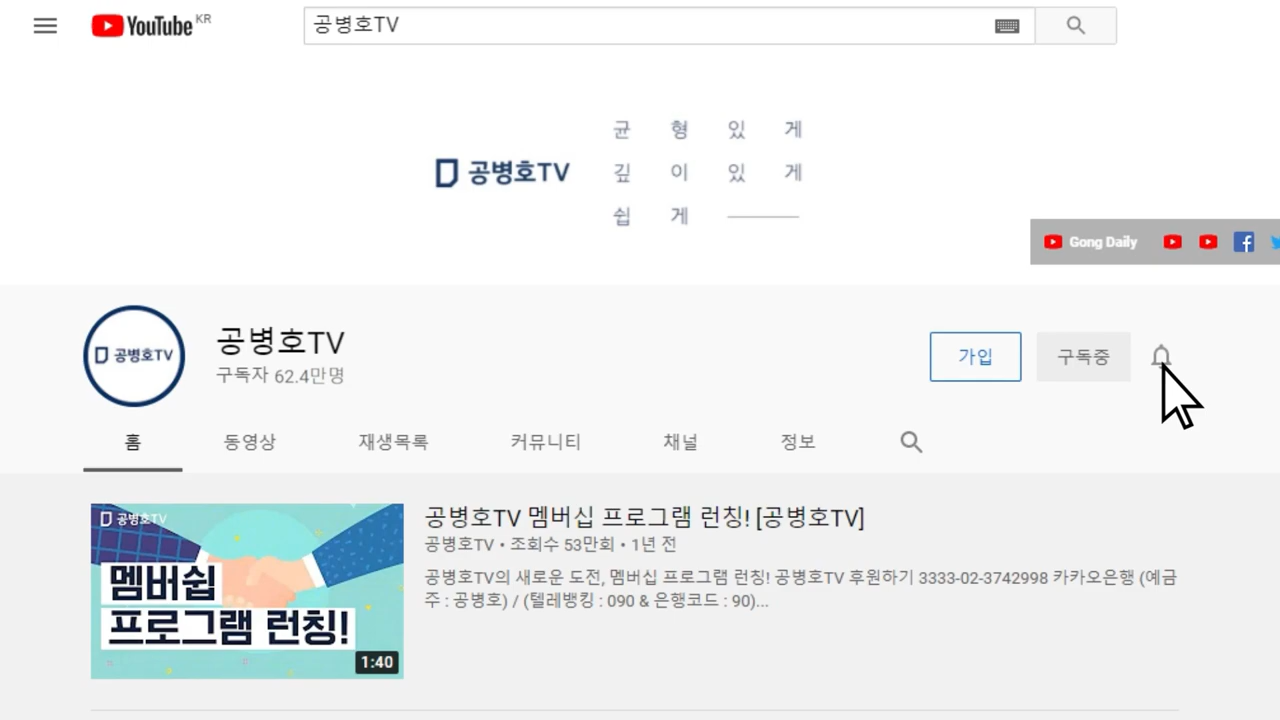 YouTube KR
공병호TV
균 형 있 게
공병호TV
깊 이 있 게
쉽 게
Gong Daily
공병호TV
공병호TV
구독자 62.4만명
가입
구독중
홈
동영상
재생목록
커뮤니티
채널
정보
공병호TV
멤버쉽
프로그램 런칭!
1:40
공병호TV 멤버십 프로그램 런칭! [공병호TV]
공병호TV • 조회수 53만회 • 1년 전
공병호TV의 새로운 도전, 멤버십 프로그램 런칭! 공병호TV 후원하기 3333-02-3742998 카카오은행 (예금
주 : 공병호) / (텔레뱅킹 : 090 & 은행코드 : 90)...